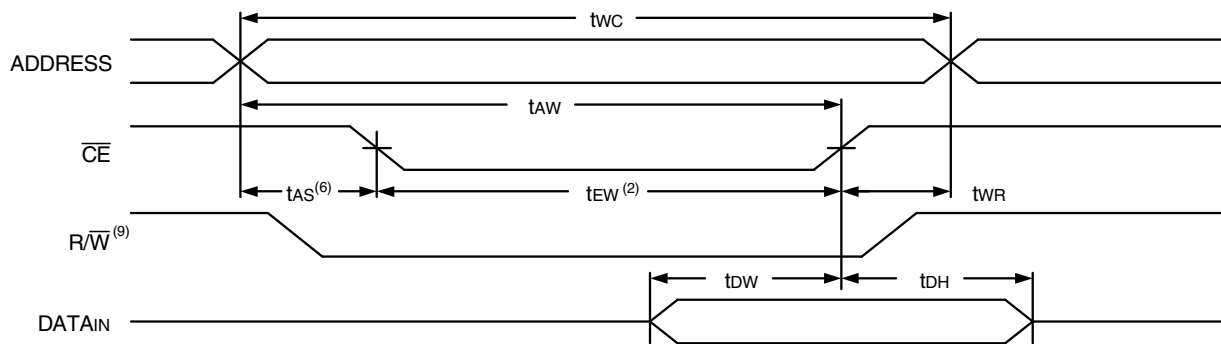 tWC
ADDRESS
tAW
CE
tAS(6)
tEW (2)
tWR
R/W (9)
tDW
tDH
DATAIN